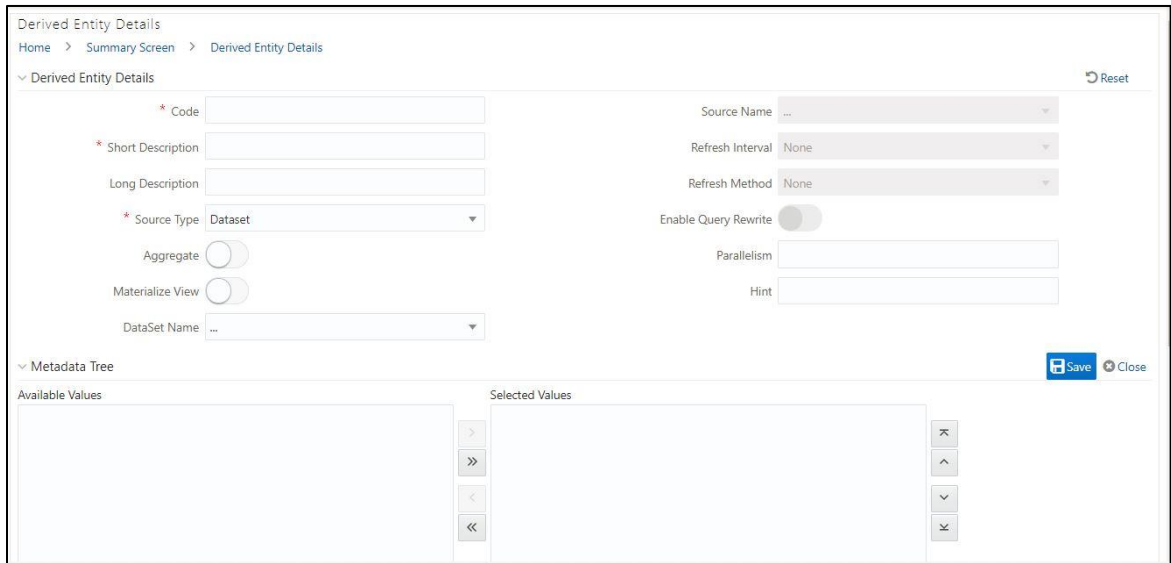 Derived Entity Details
Home > Summary Screen > Derived Entity Details
Derived Entity Details
Reset
* Code
* Short Description
Long Description
* Source Type Dataset
Aggregate
Materialize View
DataSet Name ...
Source Name ...
Refresh Interval None
Refresh Method None
Enable Query Rewrite
Parallelism
Hint
Metadata Tree
Save Close
Available Values
Selected Values